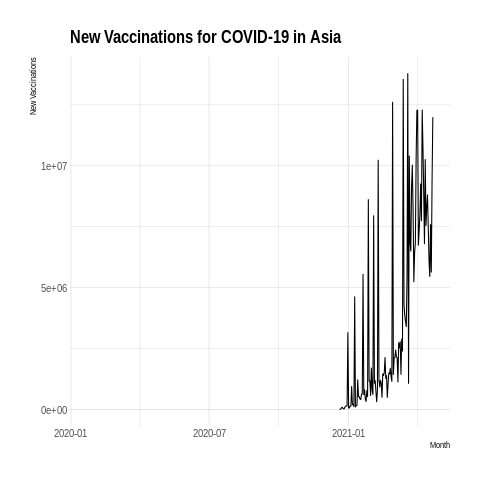 New Vaccinations for COVID-19 in Asia
New Vaccinations
1e+07
5e+06
0e+00
2020-01 2020-07 2021-01
Month